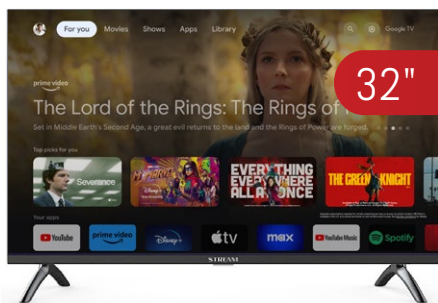 For you Movies Shows Apps Library Google TV
32"
prime video
The Lord of the Rings: The Rings of
Set in Middle Earth's Second Age, a great evil returns to the land and the Rings of Power are forged.
Top picks for you
Severance
Disney+
EVERYTHING
EVERYWHERE
ALL AT ONCE
THE GREEN KNIGHT
Your apps
YouTube prime video Disney+ tv max YouTube Music Spotify
STREAM